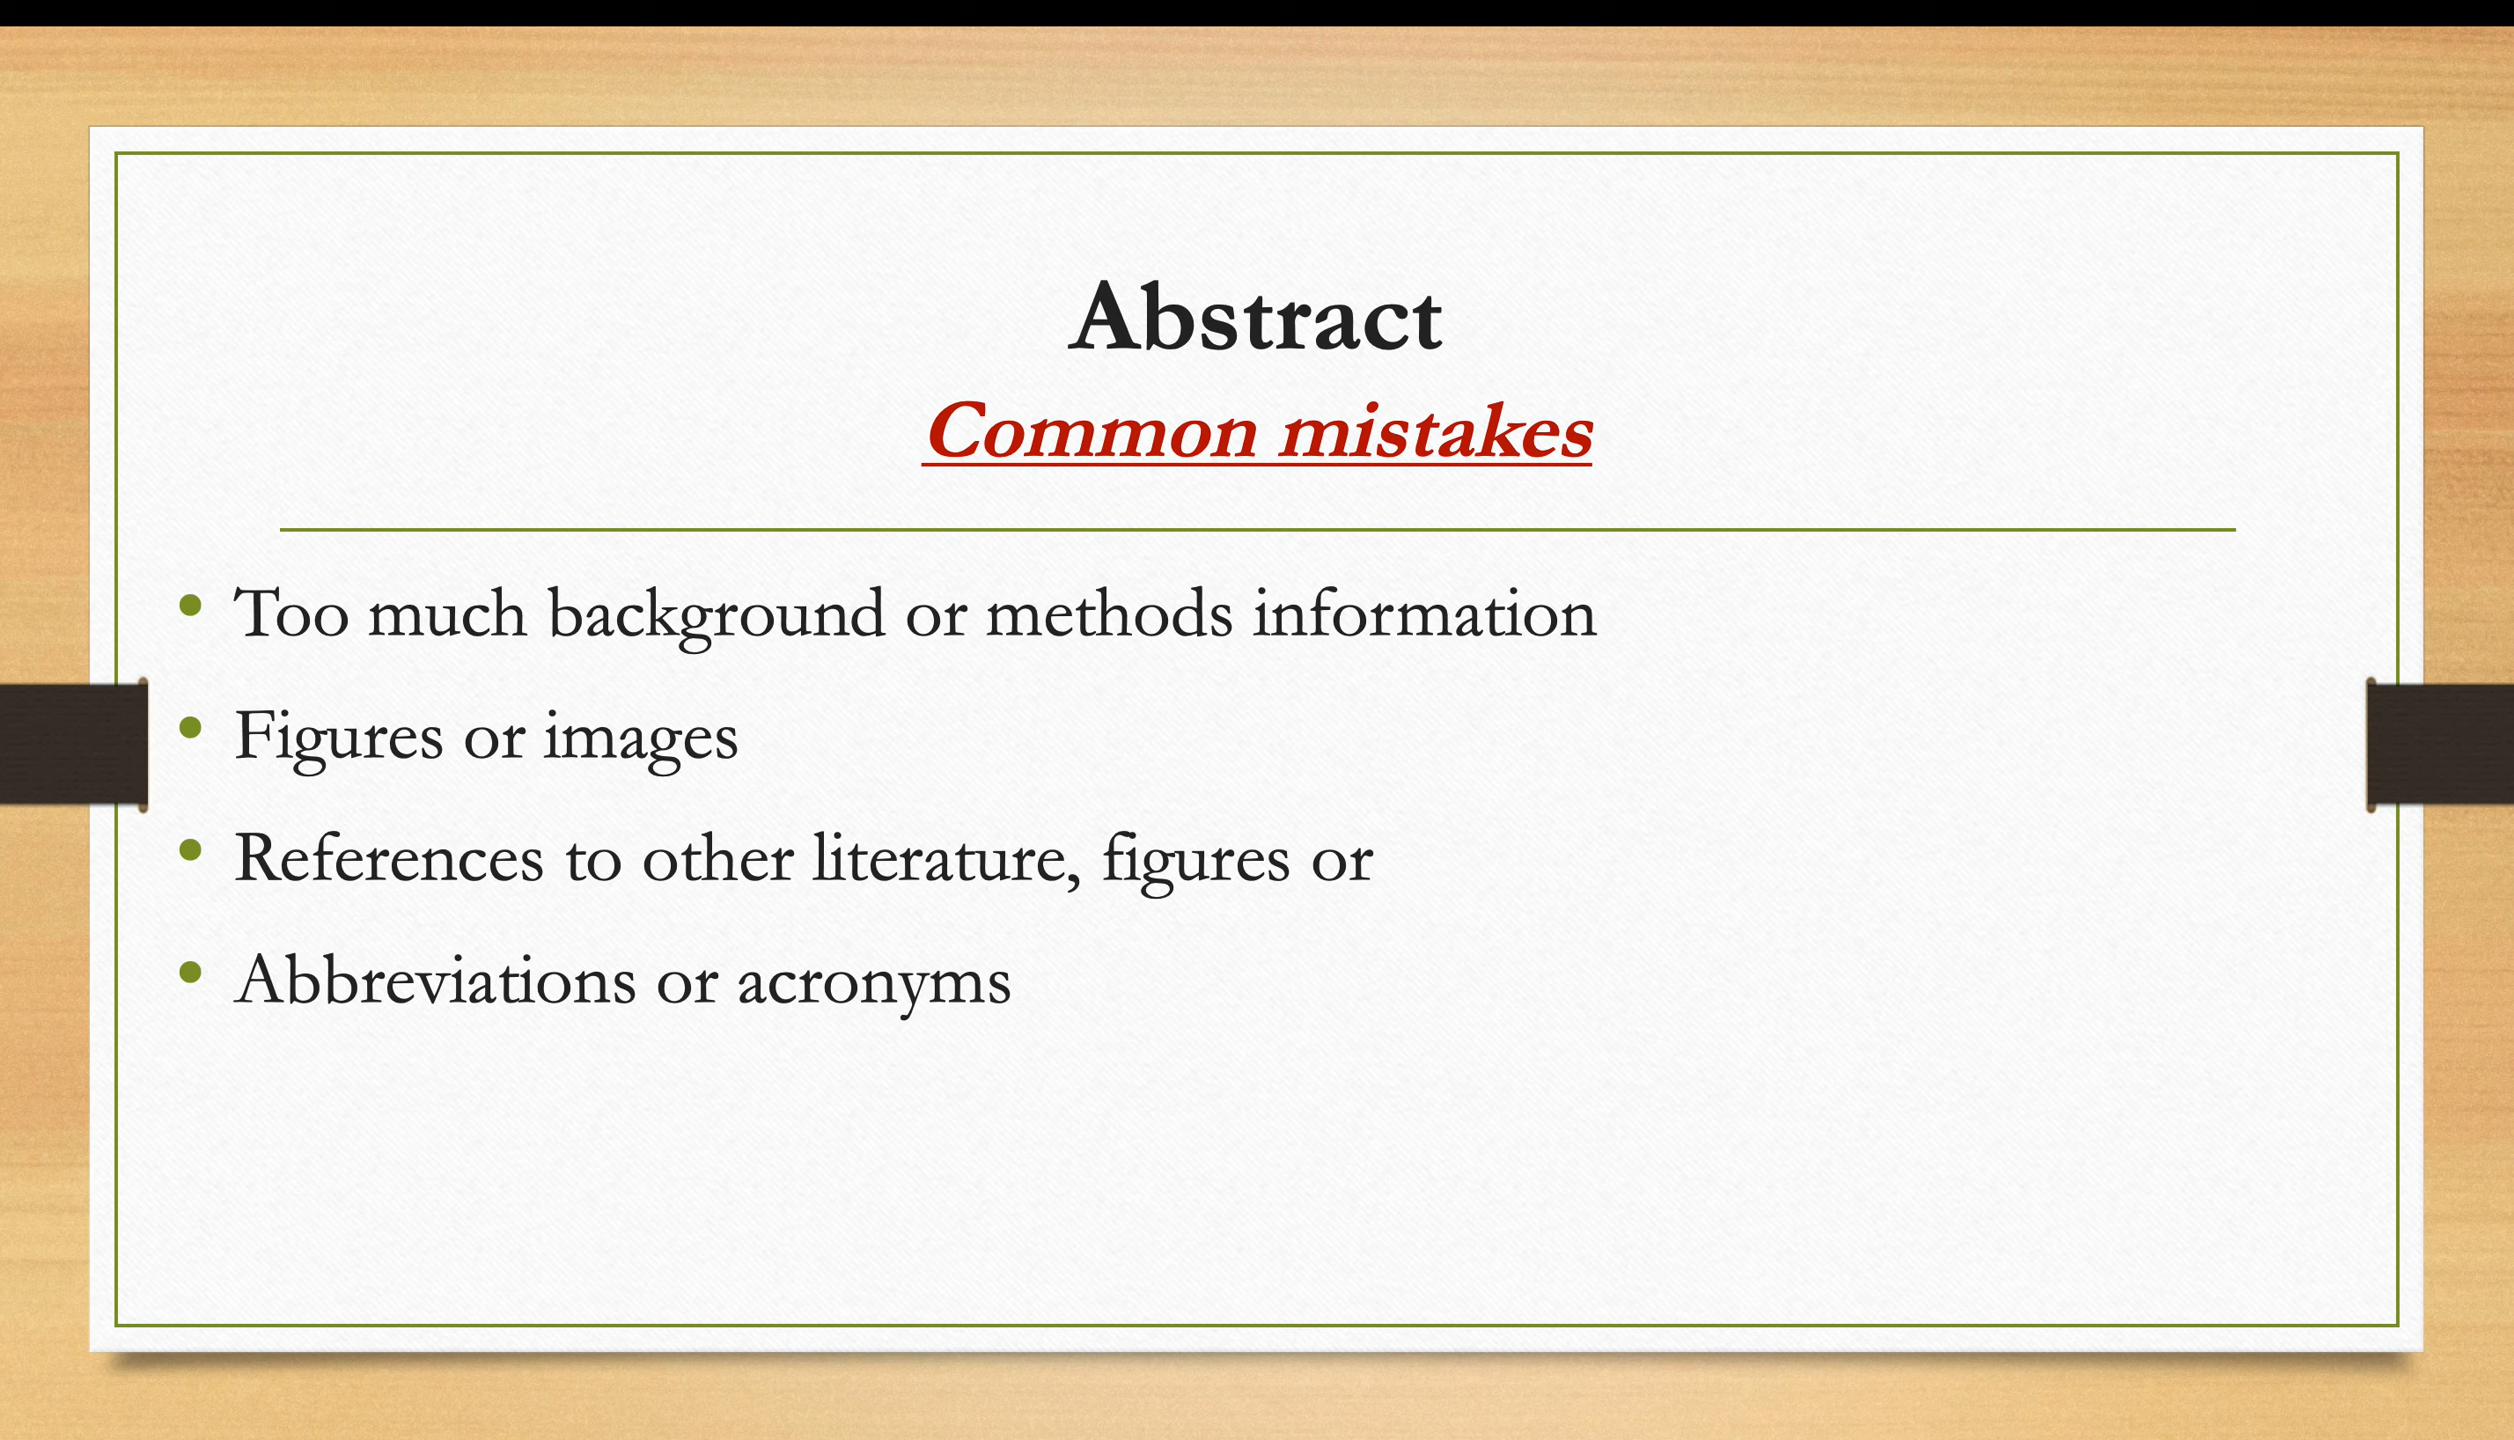 Abstract
Common mistakes
• Too much background or methods information
• Figures or images
• References to other literature, figures or
• Abbreviations or acronyms